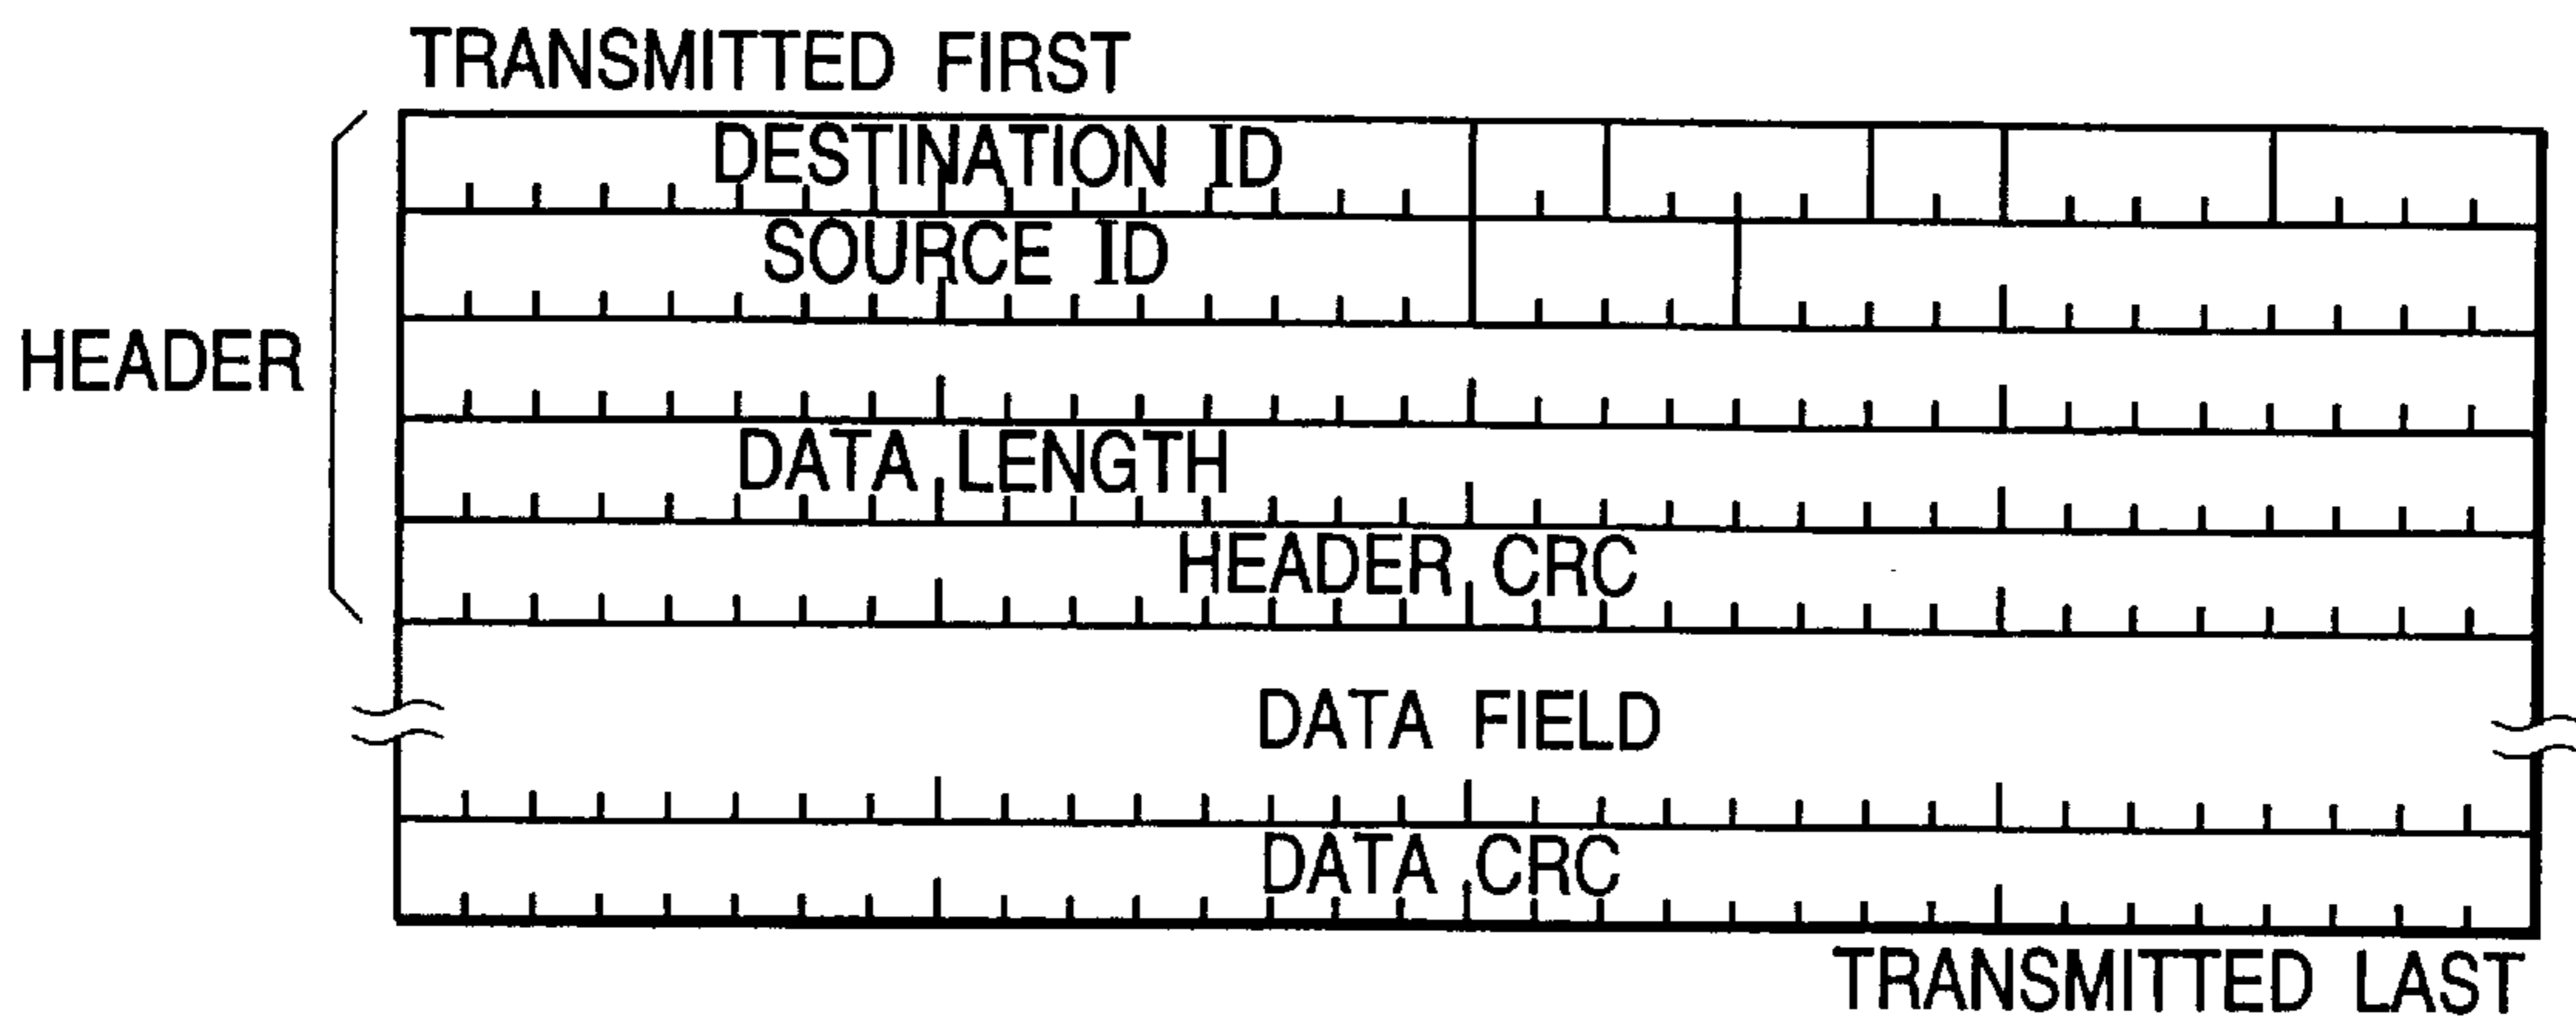 TRANSMITTED FIRST
DESTINATION ID
SOURCE ID
HEADER
DATA LENGTH
HEADER CRC
DATA FIELD
DATA CRC
TRANSMITTED LAST